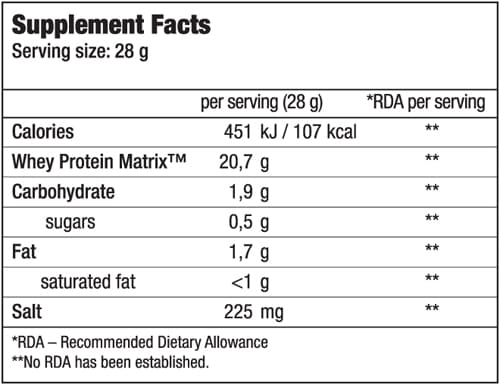 Supplement Facts
Serving size: 28 g
per serving (28 g) *RDA per serving
Calories 451 kJ / 107 kcal **
Whey Protein Matrix™ 20,7 g **
Carbohydrate 1,9 g **
sugars 0,5 g **
Fat 1,7 g **
saturated fat <1 g **
Salt 225 mg **
*RDA – Recommended Dietary Allowance
**No RDA has been established.